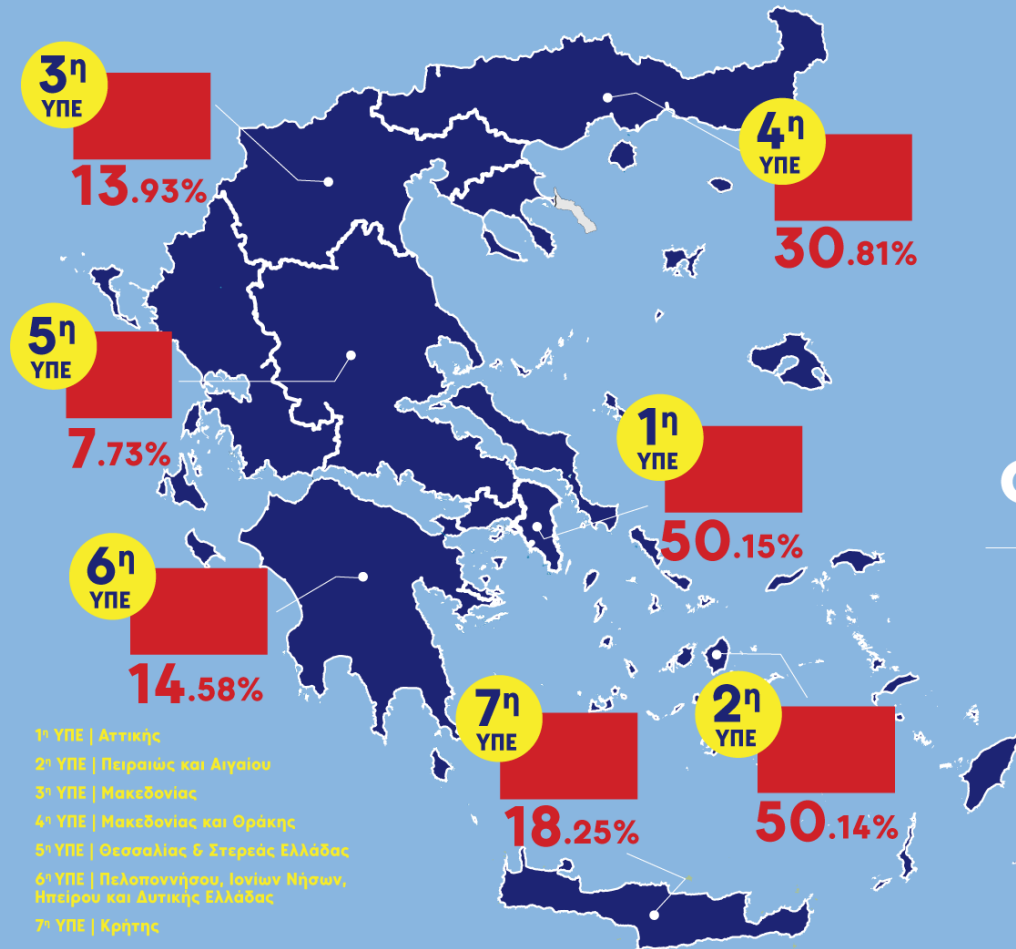 3η
ΥΠΕ
13.93%
4η
ΥΠΕ
30.81%
5η
ΥΠΕ
7.73%
1η
ΥΠΕ
50.15%
6η
ΥΠΕ
14.58%
7η
ΥΠΕ
18.25%
2η
ΥΠΕ
50.14%
1η ΥΠΕ | Αττικής
2η ΥΠΕ | Πειραιώς και Αιγαίου
3η ΥΠΕ | Μακεδονίας
4η ΥΠΕ | Μακεδονίας και Θράκης
5η ΥΠΕ | Θεσσαλίας & Στερεάς Ελλάδας
6η ΥΠΕ | Πελοποννήσου, Ιονίων Νήσων,
Ηπείρου και Δυτικής Ελλάδας
7η ΥΠΕ | Κρήτης